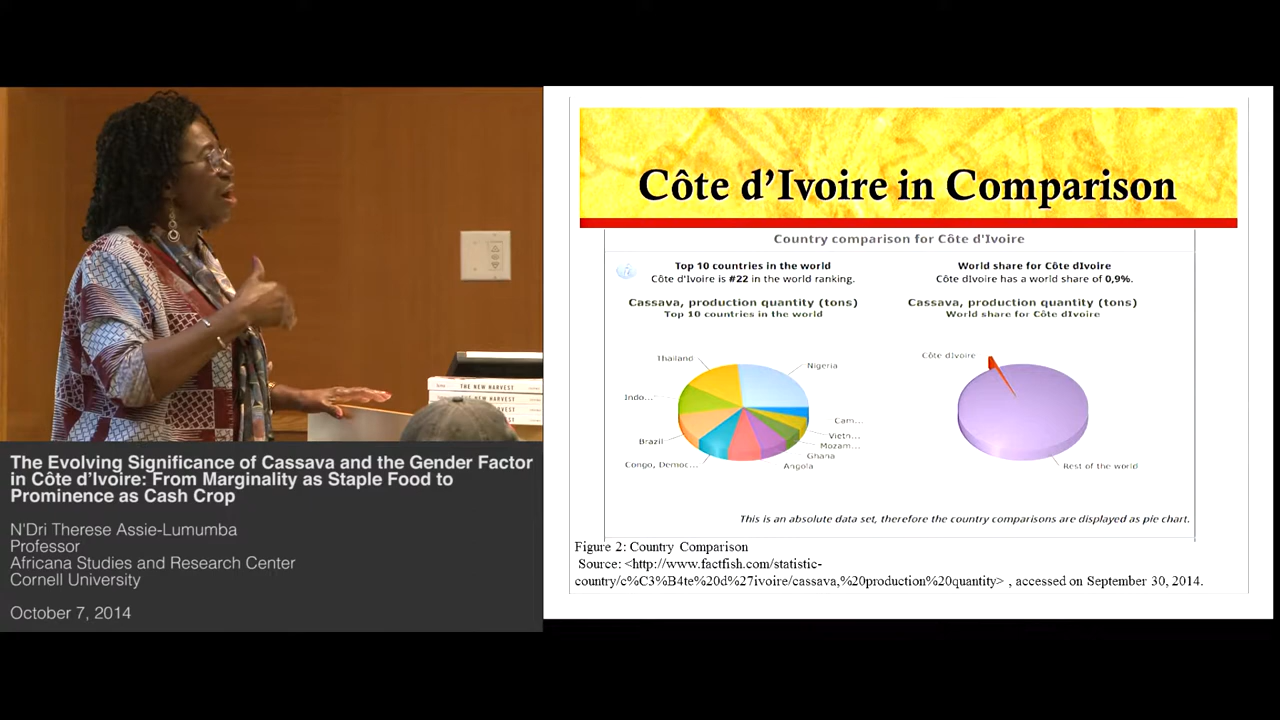 The Evolving Significance of Cassava and the Gender Factor
in Côte d'Ivoire: From Marginality as Staple Food to
Prominence as Cash Crop
N'Dri Therese Assie-Lumumba
Professor
Africana Studies and Research Center
Cornell University
October 7, 2014
THE NEW HARVEST
Côte d'Ivoire in Comparison
Country comparison for Côte d'Ivoire
Top 10 countries in the world
Côte d'Ivoire is #22 in the world ranking.
Cassava, production quantity (tons)
Top 10 countries in the world
Thailand
Nigeria
Indo...
Cam...
Vietn...
Brazil
Mozam...
Ghana
Congo, Democ...
Angola
World share for Côte dIvoire
Côte dIvoire has a world share of 0,9%.
Cassava, production quantity (tons)
World share for Côte dIvoire
Côte dIvoire
Rest of the world
This is an absolute data set, therefore the country comparisons are displayed as pie chart.
Figure 2: Country Comparison
Source: <http://www.factfish.com/statistic-
country/c%C3%B4te%20d%27ivoire/cassava,%20production%20quantity> , accessed on September 30, 2014.